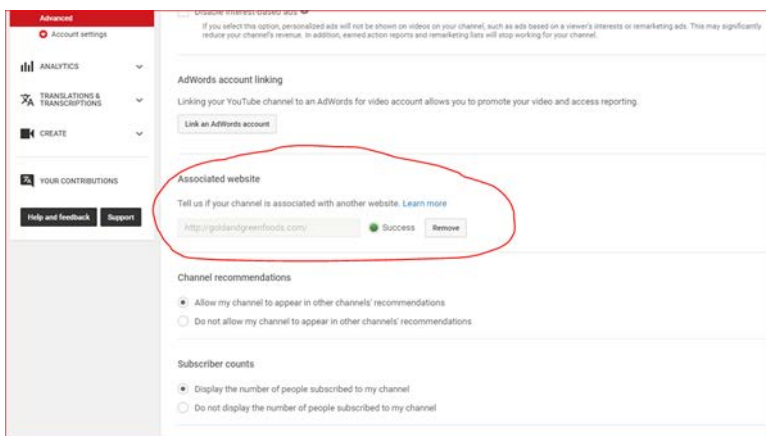 Advanced
Account settings
ANALYTICS
TRANSLATIONS &
TRANSCRIPTIONS
CREATE
YOUR CONTRIBUTIONS
Help and feedback
Support
Disable interest-based ads
If you select this option, personalized ads will not be shown on videos on your channel, such as ads based on a viewer's interests or remarketing ads. This may significantly
reduce your channel's revenue. In addition, earned action reports and remarketing lists will stop working for your channel.
AdWords account linking
Linking your YouTube channel to an AdWords for video account allows you to promote your video and access reporting.
Link an AdWords account
Associated website
Tell us if your channel is associated with another website. Learn more
http://goldandgreenfoods.com/
Success
Remove
Channel recommendations
Allow my channel to appear in other channels' recommendations
Do not allow my channel to appear in other channels' recommendations
Subscriber counts
Display the number of people subscribed to my channel
Do not display the number of people subscribed to my channel